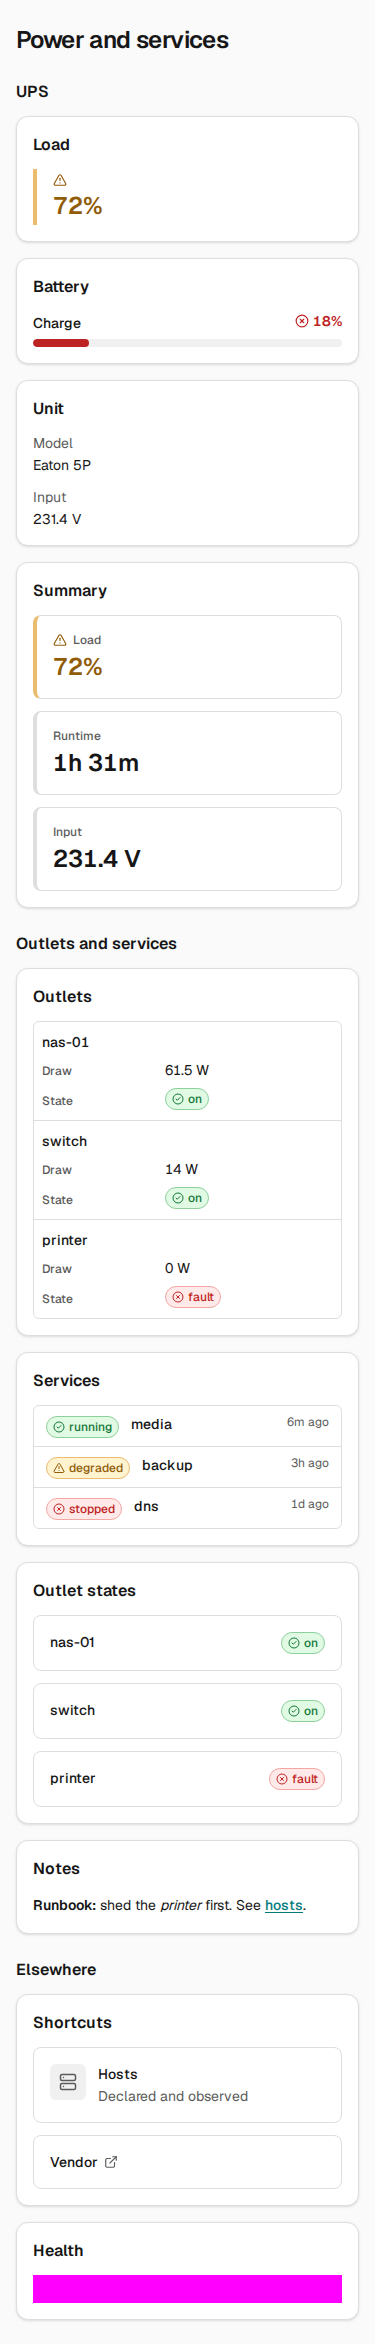 Power and services
UPS
Load
72%
Battery
Charge 18%
Unit
Model
Eaton 5P
Input
231.4 V
Summary
Load
72%
Runtime
1h 31m
Input
231.4 V
Outlets and services
Outlets
nas-01
Draw 61.5 W
State on
switch
Draw 14 W
State on
printer
Draw 0 W
State fault
Services
running media 6m ago
degraded backup 3h ago
stopped dns 1d ago
Outlet states
nas-01 on
switch on
printer fault
Notes
Runbook: shed the printer first. See hosts.
Elsewhere
Shortcuts
Hosts
Declared and observed
Vendor
Health